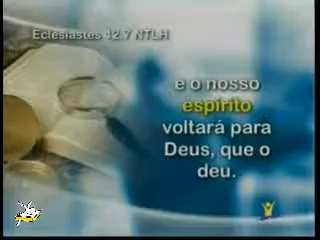 Eclesiastes 12.7 NTLH
e o nosso
espírito
voltará para
Deus, que o
deu.